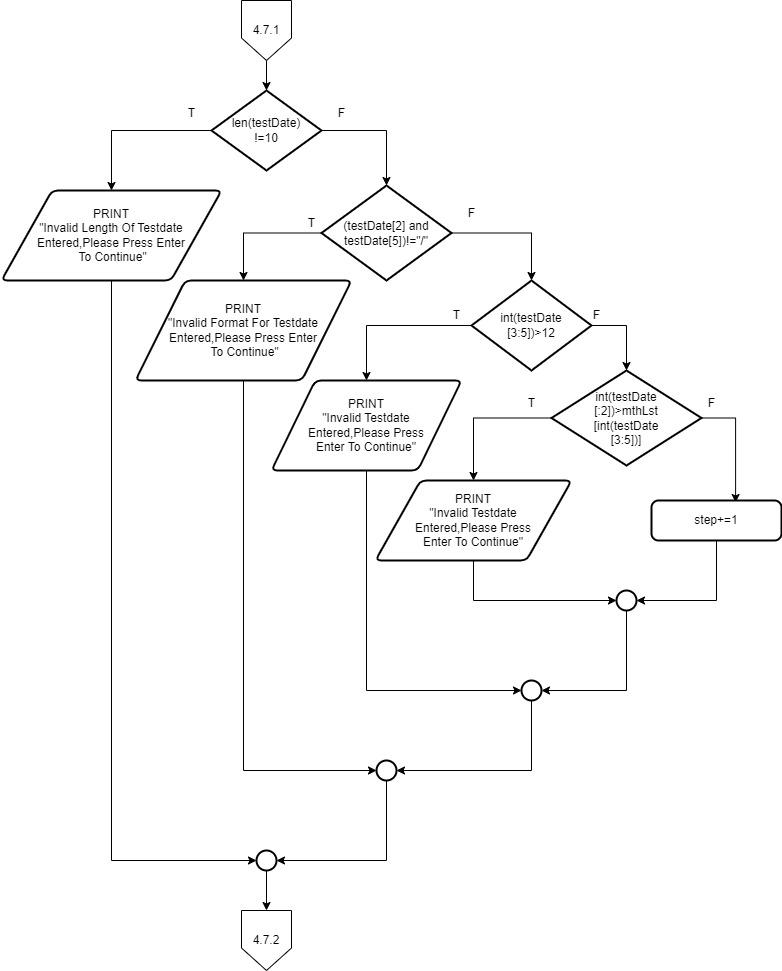 4.7.1
T
F
len(testDate)
!=10
PRINT
"Invalid Length Of Testdate
Entered,Please Press Enter
To Continue"
T
F
(testDate[2] and
testDate[5])!="/"
PRINT
"Invalid Format For Testdate
Entered,Please Press Enter
To Continue"
T
F
int(testDate
[3:5])>12
PRINT
"Invalid Testdate
Entered,Please Press
Enter To Continue"
T
F
int(testDate
[:2])>mthLst
[int(testDate
[3:5])]
PRINT
"Invalid Testdate
Entered,Please Press
Enter To Continue"
step+=1
4.7.2